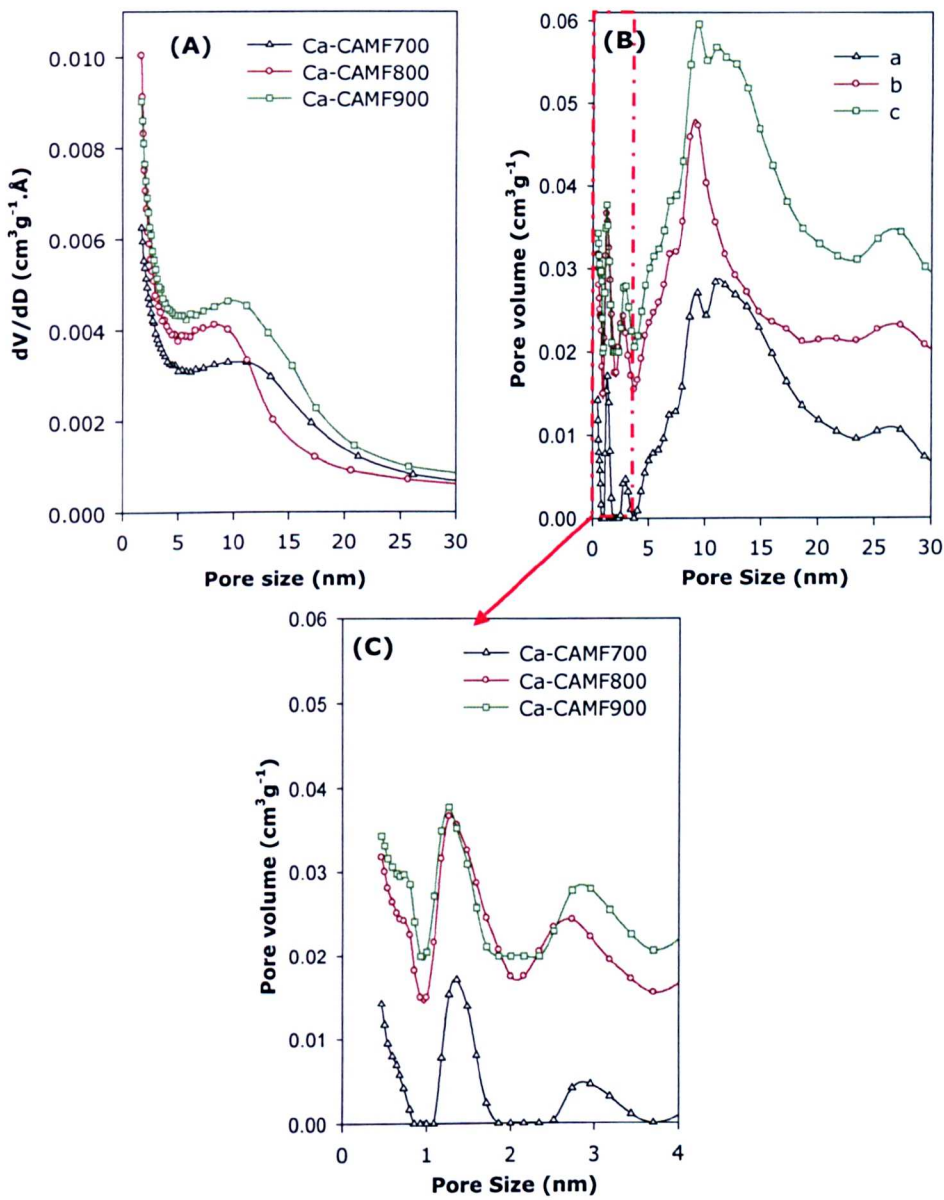 (A)
Ca-CAMF700
Ca-CAMF800
Ca-CAMF900
0.010
0.008
0.006
0.004
0.002
0.000
dV/dD (cm³g⁻¹.Å)
0 5 10 15 20 25 30
Pore size (nm)
(B)
a
b
c
0.06
0.05
0.04
0.03
0.02
0.01
0.00
Pore volume (cm³g⁻¹)
0 5 10 15 20 25 30
Pore Size (nm)
(C)
Ca-CAMF700
Ca-CAMF800
Ca-CAMF900
0.06
0.05
0.04
0.03
0.02
0.01
0.00
Pore volume (cm³g⁻¹)
0 1 2 3 4
Pore Size (nm)